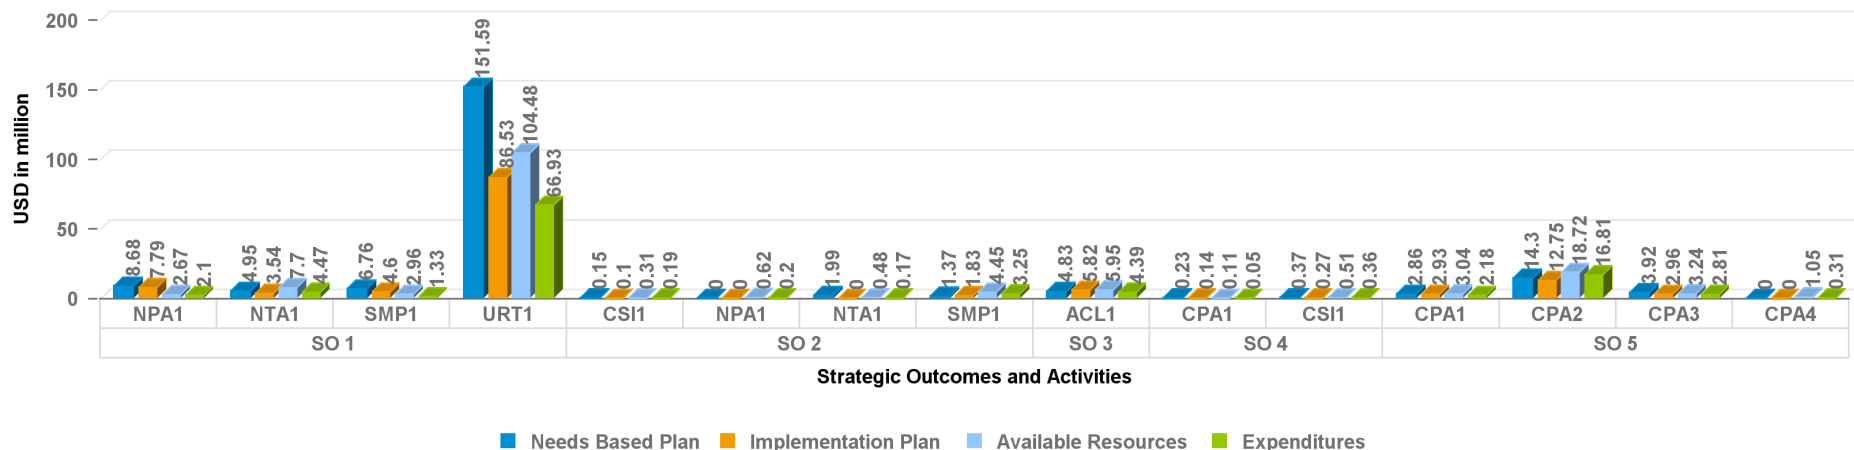 200
150
100
50
0
USD in million
8.68 7.79 2.67 2.1
4.95 3.54 7.7 4.47
6.76 4.6 2.96 1.33
151.59 86.53 104.48 66.93
0.15 0.1 0.31 0.19
0 0 0.62 0.2
1.99 0 0.48 0.17
1.37 1.83 4.45 3.25
4.83 5.82 5.95 4.39
0.23 0.14 0.11 0.05
0.37 0.27 0.51 0.36
2.86 2.93 3.04 2.18
14.3 12.75 18.72 16.81
3.92 2.96 3.24 2.81
0 0 1.05 0.31
NPA1 NTA1 SMP1 URT1 CSI1 NPA1 NTA1 SMP1 ACL1 CPA1 CSI1 CPA1 CPA2 CPA3 CPA4
SO 1 SO 2 SO 3 SO 4 SO 5
Strategic Outcomes and Activities
Needs Based Plan Implementation Plan Available Resources Expenditures